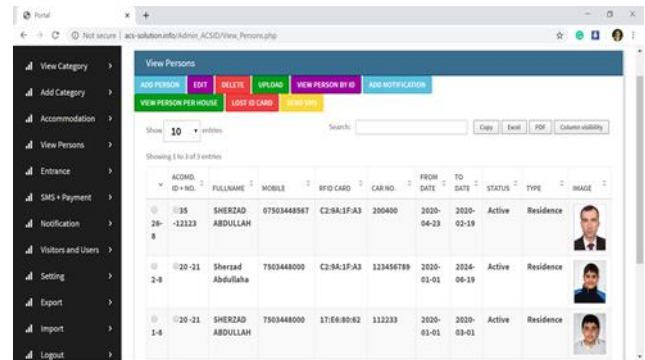 Portal
Not secure | acs-solution.info/Admin_ACSID/View_Persons.php
View Category
Add Category
Accommodation
View Persons
Entrance
SMS + Payment
Notification
Visitors and Users
Setting
Export
Import
Logout
View Persons
ADD PERSON EDIT DELETE UPLOAD VIEW PERSON BY ID ADD NOTIFICATION
VIEW PERSON PER HOUSE LOST ID CARD SEND SMS
Show 10 entries Search: Copy Excel PDF Column visibility
Showing 1 to 3 of 3 entries
ACOMD. ID + NO. FULLNAME MOBILE RFID CARD CAR NO. FROM DATE TO DATE STATUS TYPE IMAGE
26-8 35-12123 SHERZAD ABDULLAH 07503448567 C2:9A:1F:A3 200400 2020-04-23 2020-02-19 Active Residence
2-8 20-21 Sherzad Abdullaha 7503448000 C2:9A:1F:A3 123456789 2020-01-01 2024-06-19 Active Residence
1-8 20-21 SHERZAD ABDULLAH 7503448000 17:E6:80:62 112233 2020-01-01 2020-03-01 Active Residence